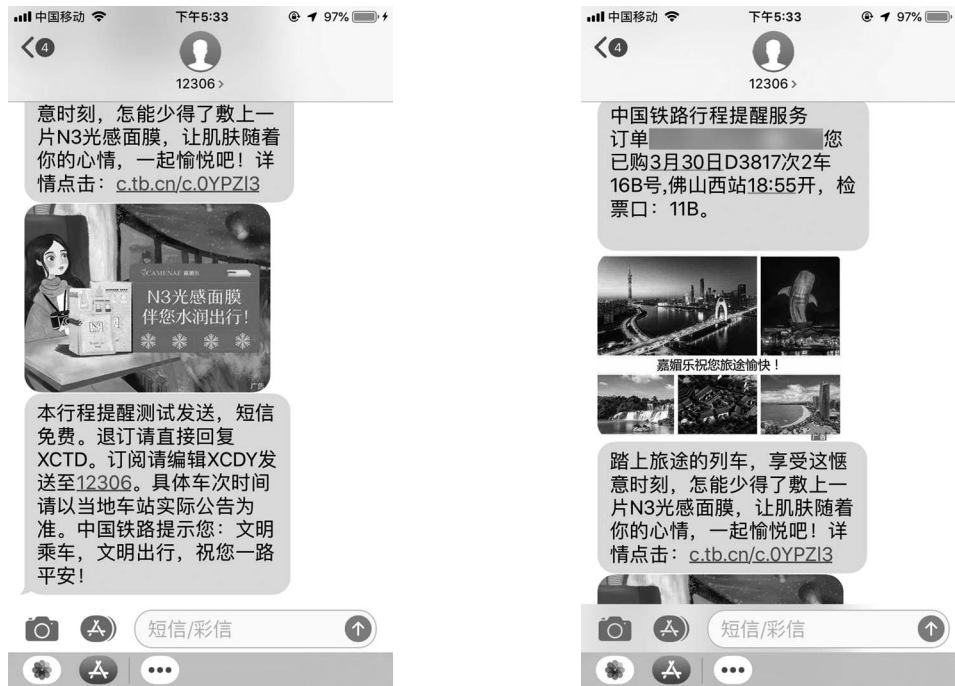 中国移动 下午5:33 97%
4
12306
意时刻，怎能少得了敷上一
片N3光感面膜，让肌肤随着
你的心情，一起愉悦吧！详
情点击：c.tb.cn/c.0YPZI3
CAMENAE 嘉媚乐
N3光感面膜
伴您水润出行！
N3
广告
本行程提醒测试发送，短信
免费。退订请直接回复
XCTD。订阅请编辑XCDY发
送至12306。具体车次时间
请以当地车站实际公告为
准。中国铁路提示您：文明
乘车，文明出行，祝您一路
平安！
短信/彩信
中国移动 下午5:33 97%
4
12306
中国铁路行程提醒服务
订单 您
已购3月30日D3817次2车
16B号,佛山西站18:55开，检
票口：11B。
嘉媚乐祝您旅途愉快！
广告
踏上旅途的列车，享受这惬
意时刻，怎能少得了敷上一
片N3光感面膜，让肌肤随着
你的心情，一起愉悦吧！详
情点击：c.tb.cn/c.0YPZI3
短信/彩信